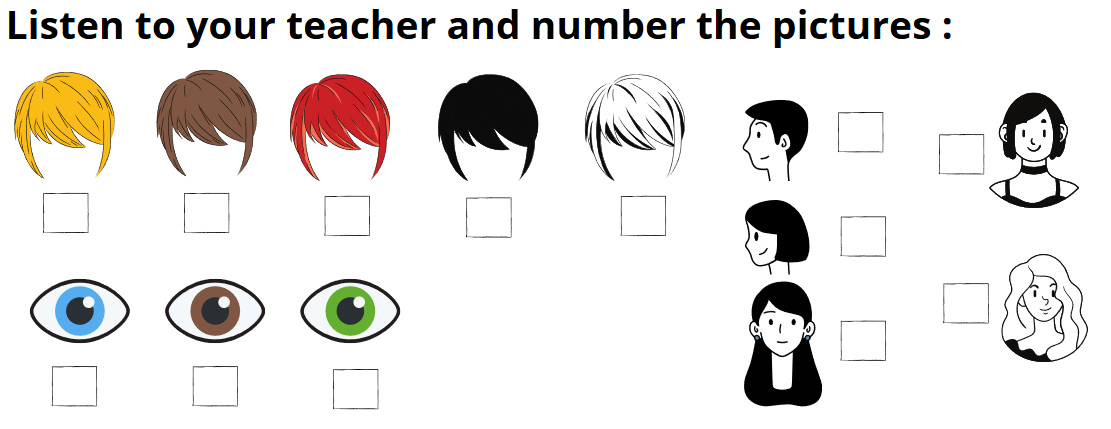 Listen to your teacher and number the pictures :